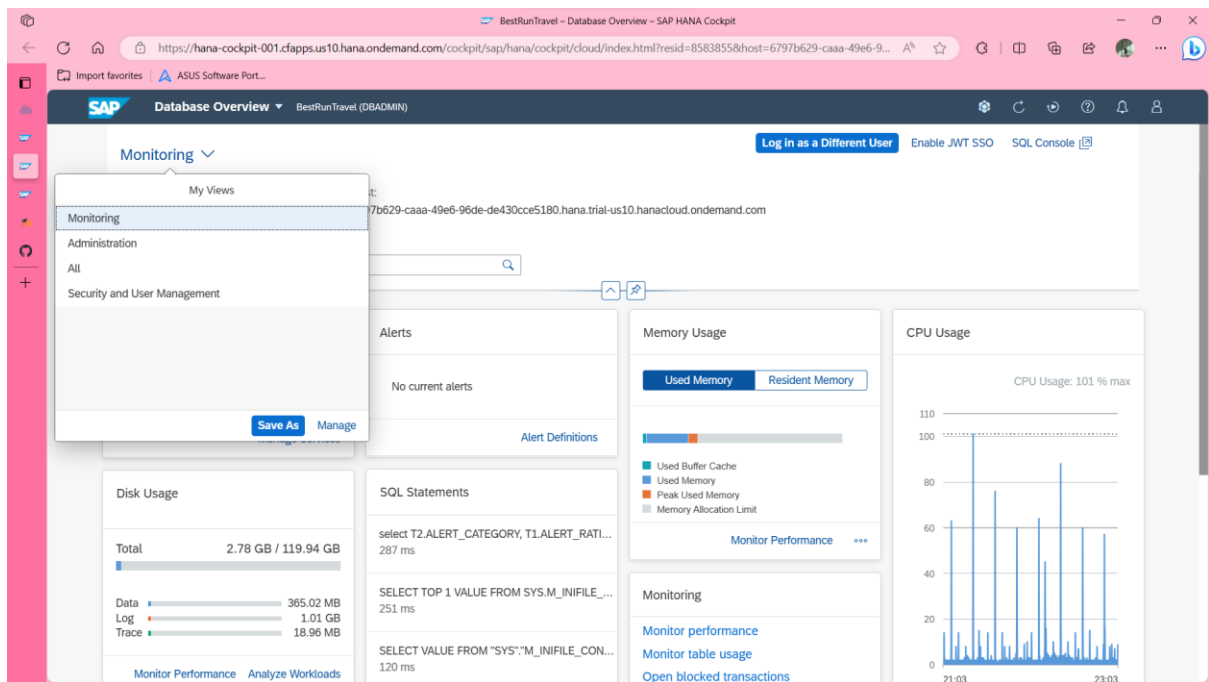 BestRunTravel – Database Overview – SAP HANA Cockpit
https://hana-cockpit-001.cfapps.us10.hana.ondemand.com/cockpit/sap/hana/cockpit/cloud/index.html?resid=8583855&host=6797b629-caaa-49e6-9...
Import favorites
ASUS Software Port...
SAP
Database Overview
BestRunTravel (DBADMIN)
Monitoring
Log in as a Different User
Enable JWT SSO
SQL Console
My Views
Monitoring
Administration
All
Security and User Management
Save As
Manage
st:
7b629-caaa-49e6-96de-de430cce5180.hana.trial-us10.hanacloud.ondemand.com
Alerts
No current alerts
Alert Definitions
Memory Usage
Used Memory
Resident Memory
Used Buffer Cache
Used Memory
Peak Used Memory
Memory Allocation Limit
Monitor Performance
CPU Usage
CPU Usage: 101 % max
110
100
80
60
40
20
0
21:03
23:03
Disk Usage
Total 2.78 GB / 119.94 GB
Data 365.02 MB
Log 1.01 GB
Trace 18.96 MB
Monitor Performance
Analyze Workloads
SQL Statements
select T2.ALERT_CATEGORY, T1.ALERT_RATI...
287 ms
SELECT TOP 1 VALUE FROM SYS.M_INIFILE_...
251 ms
SELECT VALUE FROM "SYS"."M_INIFILE_CON...
120 ms
Monitoring
Monitor performance
Monitor table usage
Open blocked transactions